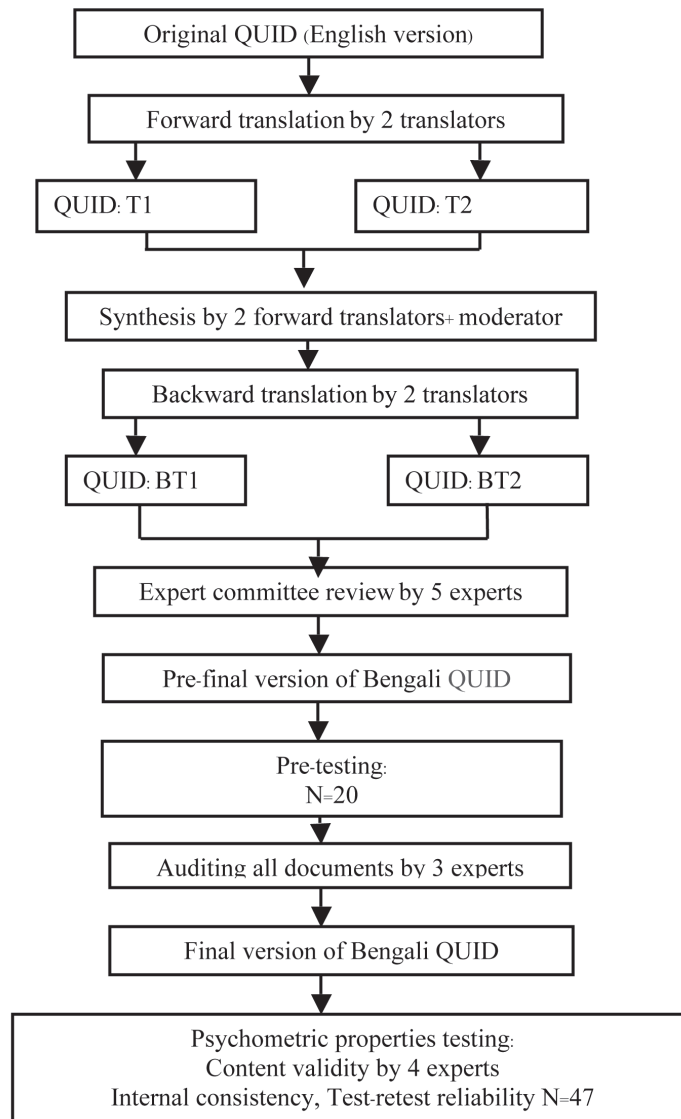 Original QUID (English version)
Forward translation by 2 translators
QUID: T1
QUID: T2
Synthesis by 2 forward translators+ moderator
Backward translation by 2 translators
QUID: BT1
QUID: BT2
Expert committee review by 5 experts
Pre-final version of Bengali QUID
Pre-testing:
N=20
Auditing all documents by 3 experts
Final version of Bengali QUID
Psychometric properties testing:
Content validity by 4 experts
Internal consistency, Test-retest reliability N=47